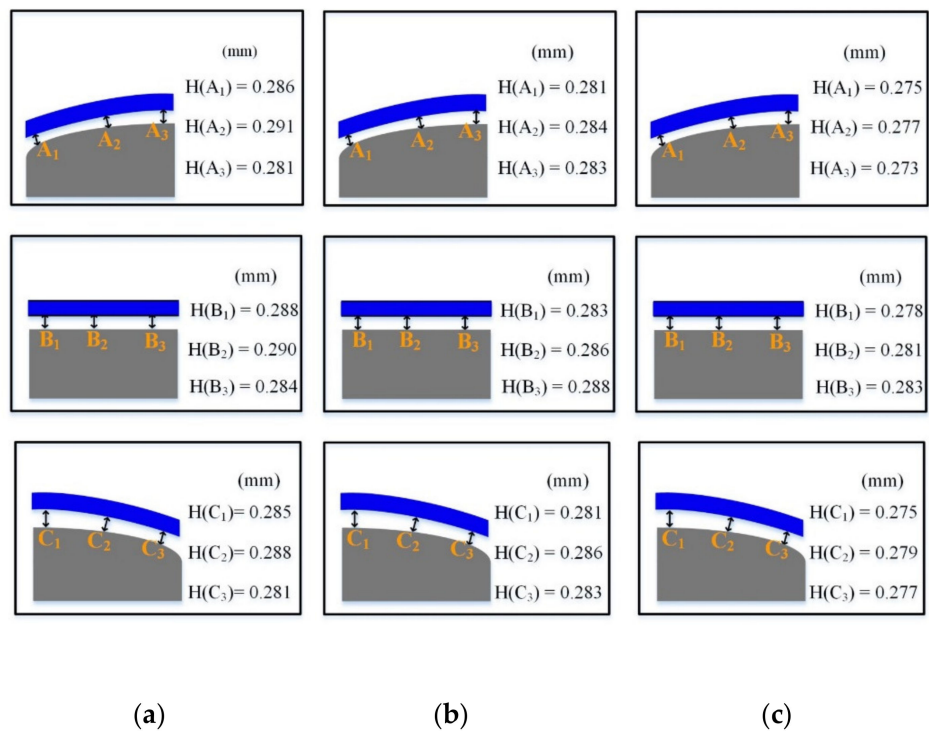 (mm)
H(A₁) = 0.286
H(A₂) = 0.291
H(A₃) = 0.281
A₁
A₂
A₃
(mm)
H(A₁) = 0.281
H(A₂) = 0.284
H(A₃) = 0.283
A₁
A₂
A₃
(mm)
H(A₁) = 0.275
H(A₂) = 0.277
H(A₃) = 0.273
A₁
A₂
A₃
(mm)
H(B₁) = 0.288
H(B₂) = 0.290
H(B₃) = 0.284
B₁ B₂ B₃
(mm)
H(B₁) = 0.283
H(B₂) = 0.286
H(B₃) = 0.288
B₁ B₂ B₃
(mm)
H(B₁) = 0.278
H(B₂) = 0.281
H(B₃) = 0.283
B₁ B₂ B₃
(mm)
H(C₁) = 0.285
H(C₂) = 0.288
H(C₃) = 0.281
C₁ C₂ C₃
(mm)
H(C₁) = 0.281
H(C₂) = 0.286
H(C₃) = 0.283
C₁ C₂ C₃
(mm)
H(C₁) = 0.275
H(C₂) = 0.279
H(C₃) = 0.277
C₁ C₂ C₃
(a) (b) (c)